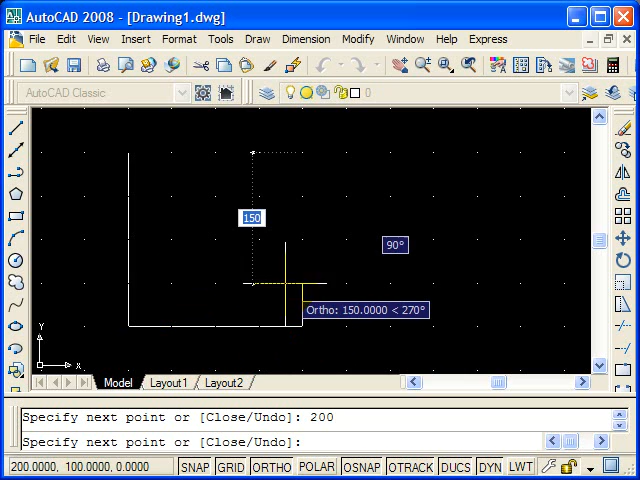 AutoCAD 2008 - [Drawing1.dwg]
File Edit View Insert Format Tools Draw Dimension Modify Window Help Express
AutoCAD Classic 0
150
90°
Ortho: 150.0000 < 270°
Y
X
Model Layout1 Layout2
Specify next point or [Close/Undo]: 200
Specify next point or [Close/Undo]:
200.0000, 100.0000, 0.0000 SNAP GRID ORTHO POLAR OSNAP OTRACK DUCS DYN LWT